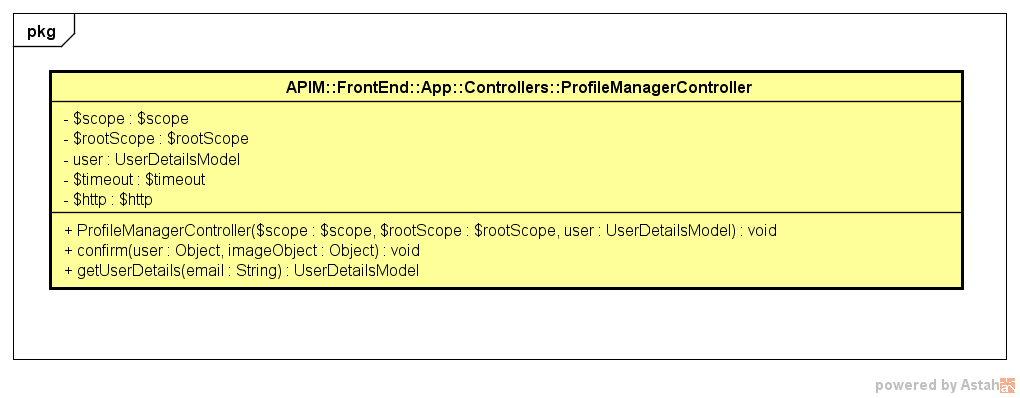 pkg
APIM::FrontEnd::App::Controllers::ProfileManagerController
- $scope : $scope
- $rootScope : $rootScope
- user : UserDetailsModel
- $timeout : $timeout
- $http : $http
+ ProfileManagerController($scope : $scope, $rootScope : $rootScope, user : UserDetailsModel) : void
+ confirm(user : Object, imageObject : Object) : void
+ getUserDetails(email : String) : UserDetailsModel
powered by Astah